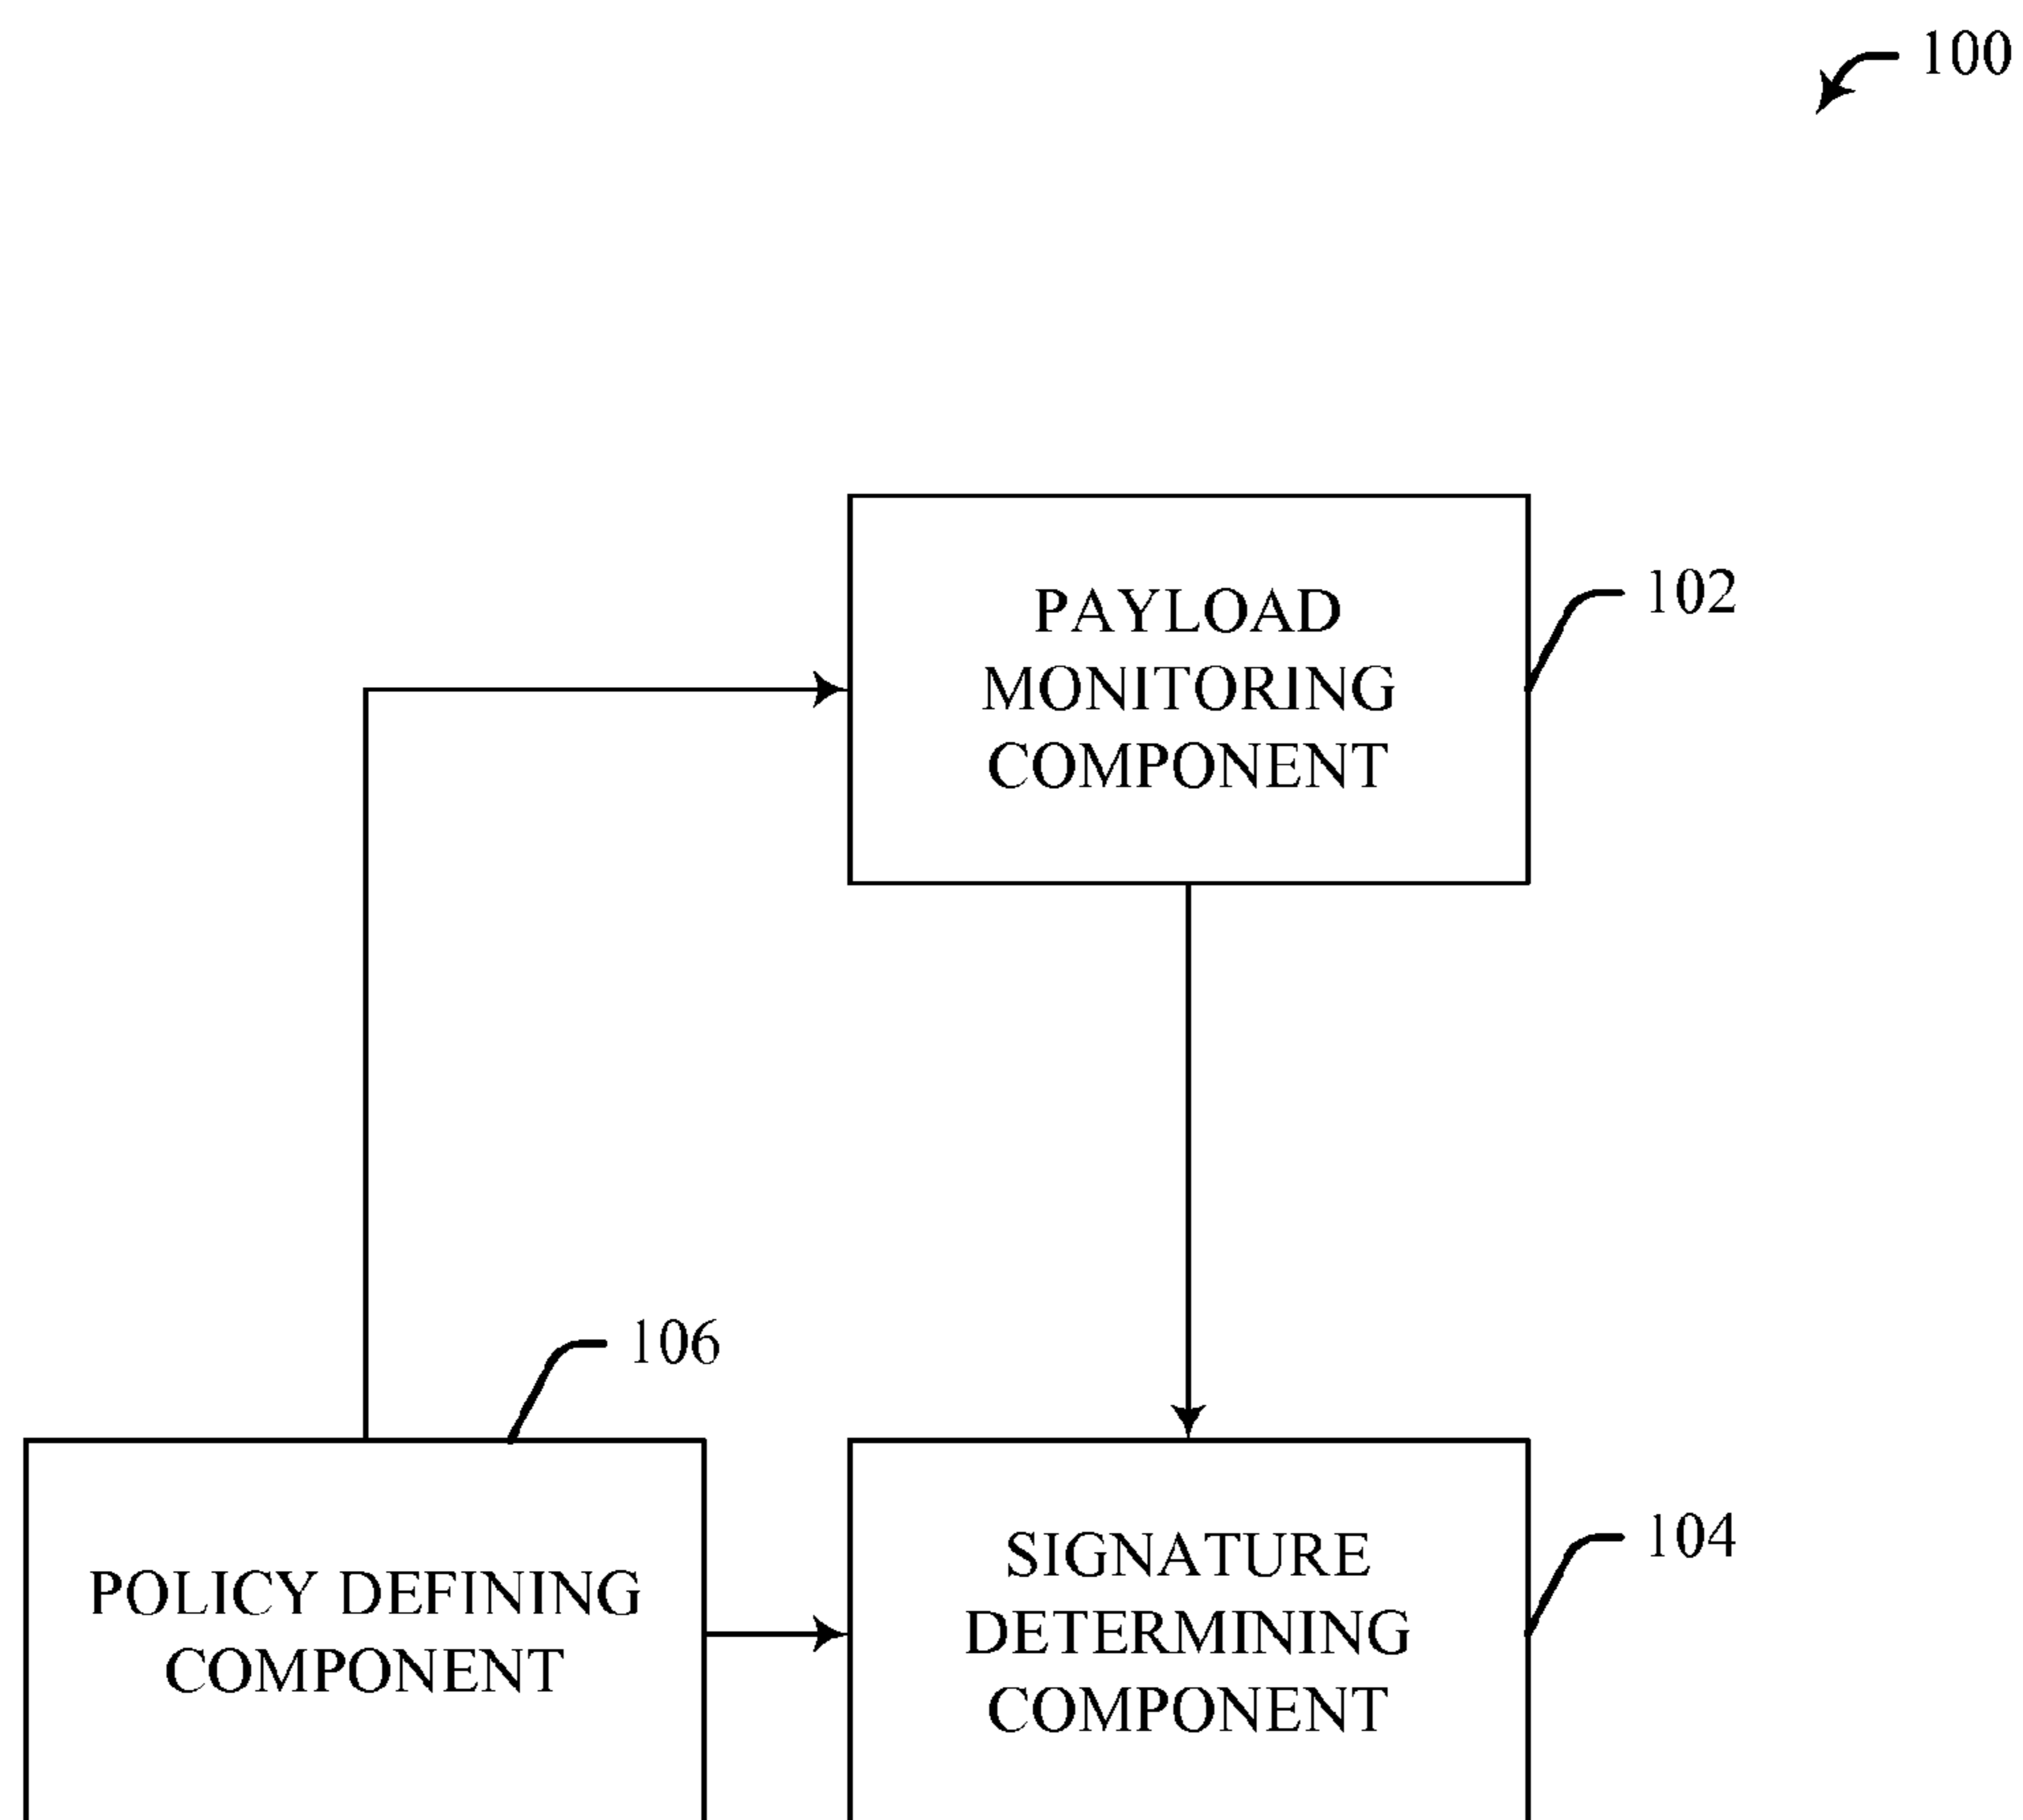 100
PAYLOAD
MONITORING
COMPONENT
102
106
POLICY DEFINING
COMPONENT
SIGNATURE
DETERMINING
COMPONENT
104